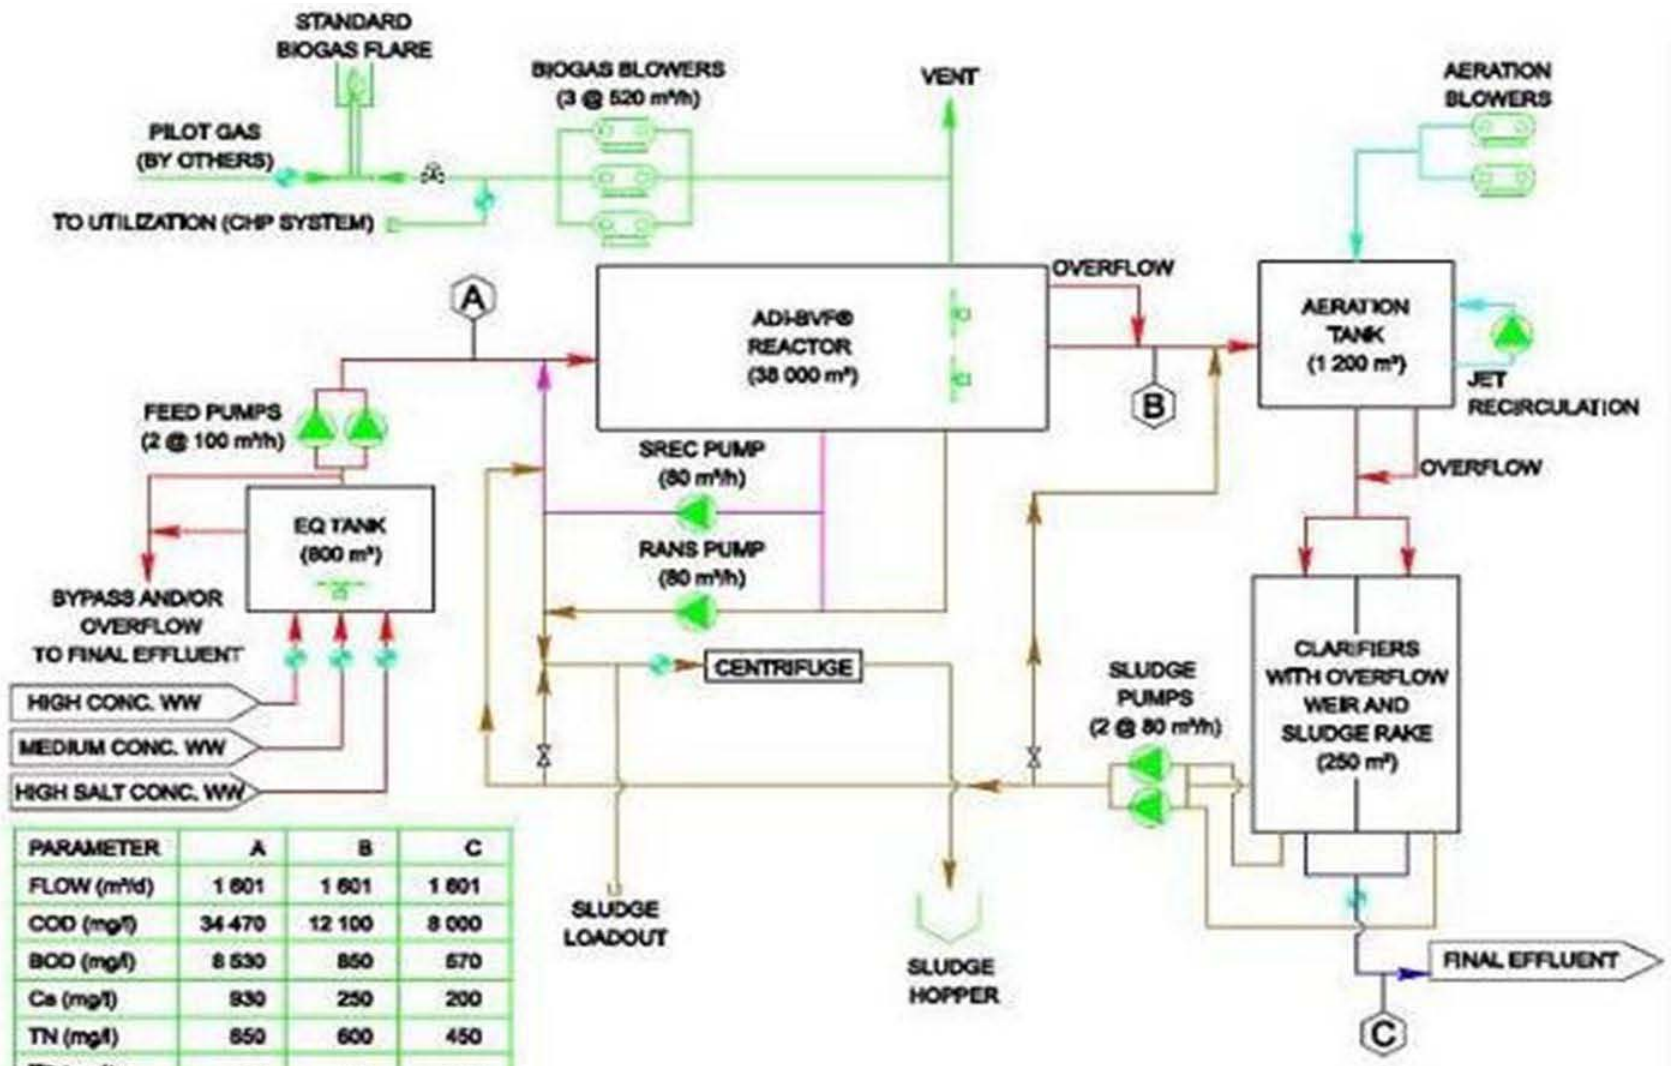 STANDARD
BIOGAS FLARE
BIOGAS BLOWERS
(3 @ 520 m³/h)
VENT
AERATION
BLOWERS
PILOT GAS
(BY OTHERS)
TO UTILIZATION (CHP SYSTEM)
A
OVERFLOW
ADI-BVF®
REACTOR
(38 000 m³)
AERATION
TANK
(1 200 m³)
B
JET
RECIRCULATION
FEED PUMPS
(2 @ 100 m³/h)
SREC PUMP
(80 m³/h)
OVERFLOW
EQ TANK
(800 m³)
RANS PUMP
(80 m³/h)
BYPASS AND/OR
OVERFLOW
TO FINAL EFFLUENT
CENTRIFUGE
SLUDGE
PUMPS
(2 @ 80 m³/h)
CLARIFIERS
WITH OVERFLOW
WEIR AND
SLUDGE RAKE
(250 m²)
HIGH CONC. WW
MEDIUM CONC. WW
HIGH SALT CONC. WW
PARAMETER A B C
FLOW (m³/d) 1 601 1 601 1 601
COD (mg/l) 34 470 12 100 8 000
BOD (mg/l) 8 530 850 570
Ca (mg/l) 930 250 200
TN (mg/l) 650 600 450
SLUDGE
LOADOUT
SLUDGE
HOPPER
FINAL EFFLUENT
C